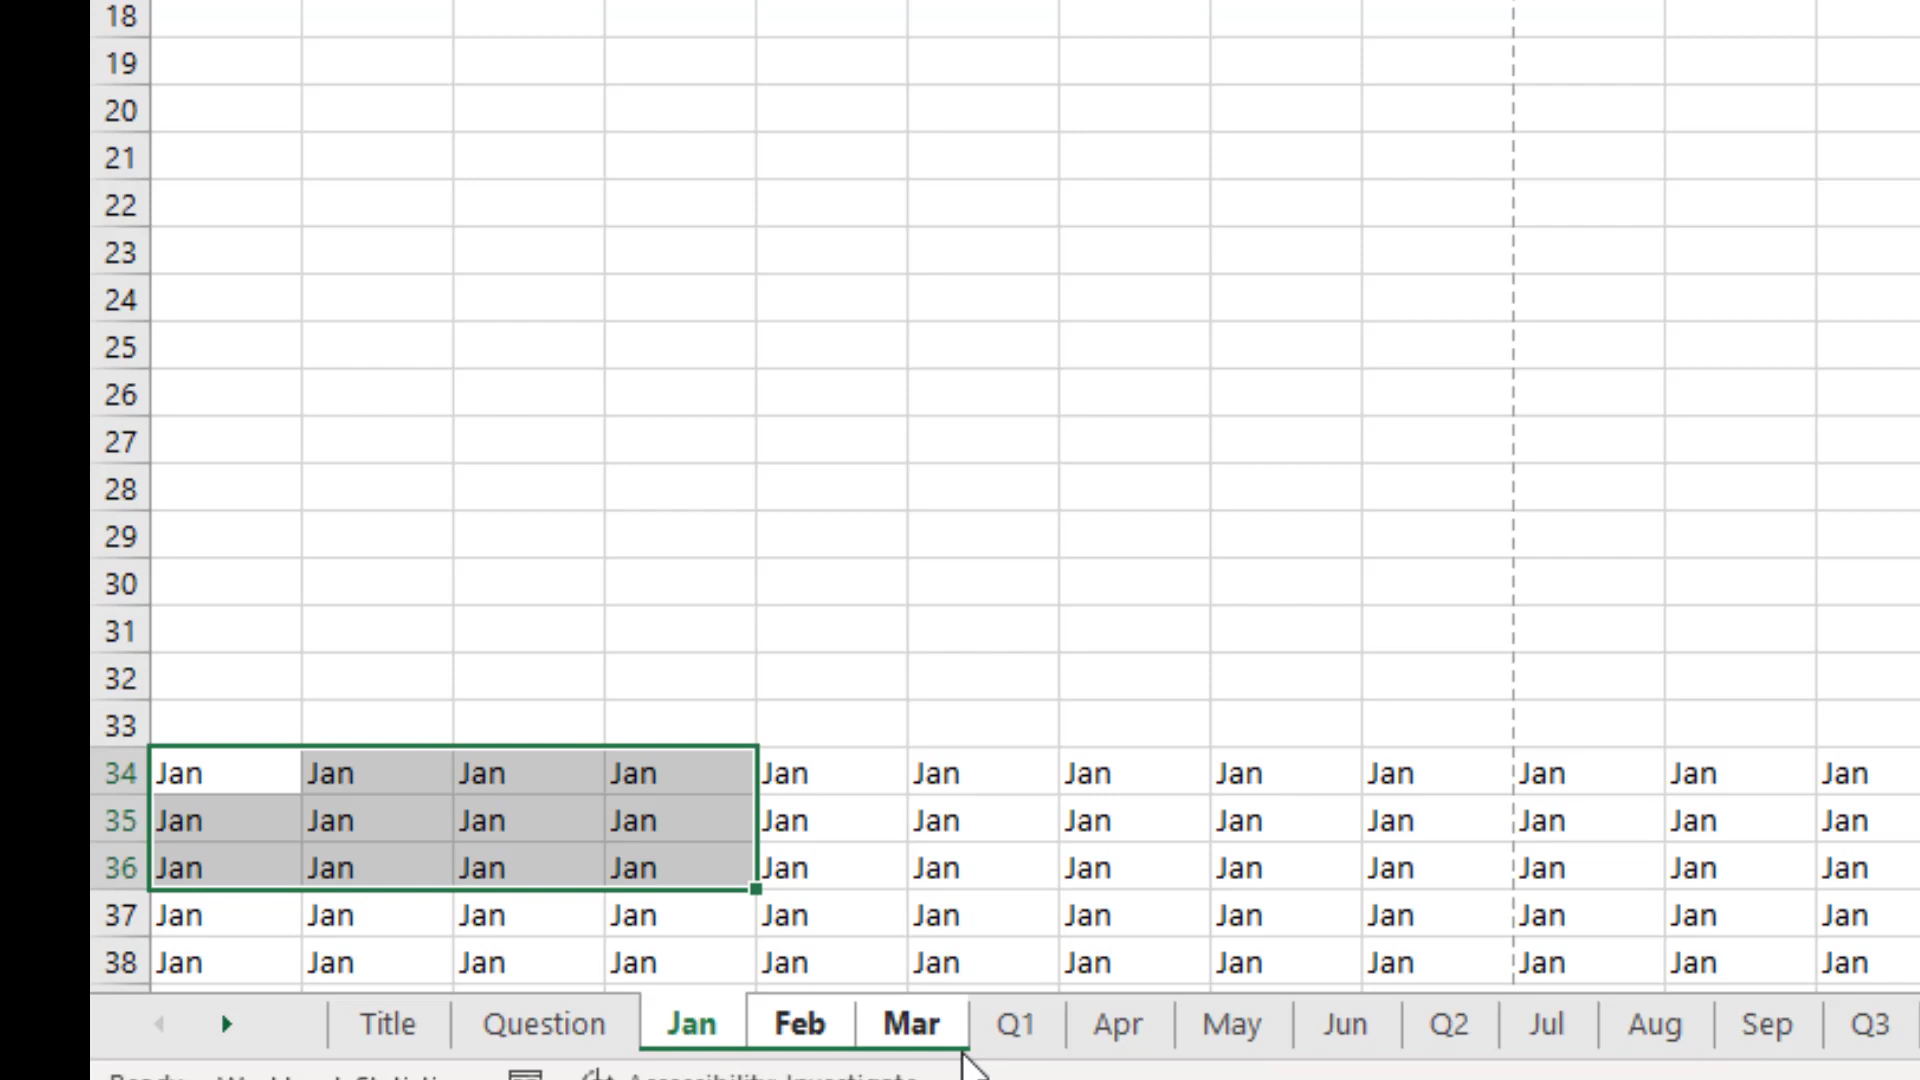 18
19
20
21
22
23
24
25
26
27
28
29
30
31
32
33
34 Jan Jan Jan Jan Jan Jan Jan Jan Jan Jan Jan Jan
35 Jan Jan Jan Jan Jan Jan Jan Jan Jan Jan Jan Jan
36 Jan Jan Jan Jan Jan Jan Jan Jan Jan Jan Jan Jan
37 Jan Jan Jan Jan Jan Jan Jan Jan Jan Jan Jan Jan
38 Jan Jan Jan Jan Jan Jan Jan Jan Jan Jan Jan Jan
Title Question Jan Feb Mar Q1 Apr May Jun Q2 Jul Aug Sep Q3
Ready Workbook Statistics Accessibility: Investigate